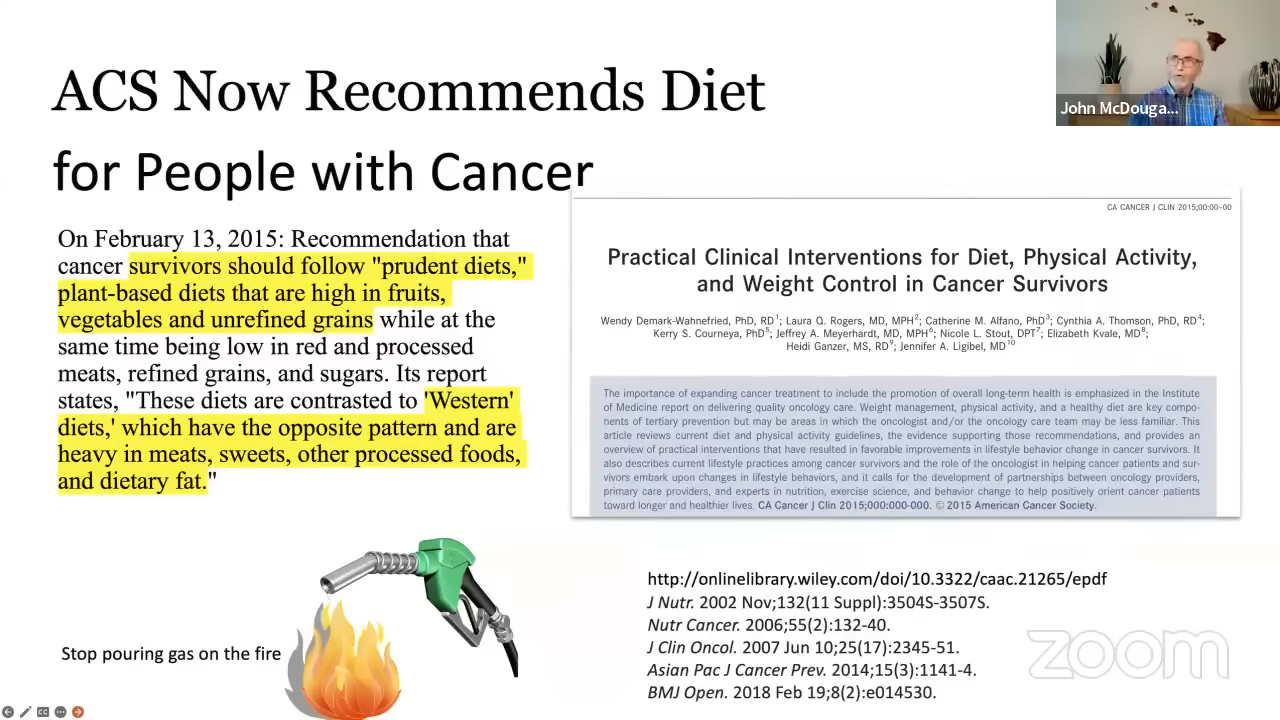 ACS Now Recommends Diet
for People with Cancer
John McDouga...
On February 13, 2015: Recommendation that
cancer survivors should follow "prudent diets,"
plant-based diets that are high in fruits,
vegetables and unrefined grains while at the
same time being low in red and processed
meats, refined grains, and sugars. Its report
states, "These diets are contrasted to 'Western'
diets,' which have the opposite pattern and are
heavy in meats, sweets, other processed foods,
and dietary fat."
CA CANCER J CLIN 2015;00:00–00
Practical Clinical Interventions for Diet, Physical Activity,
and Weight Control in Cancer Survivors
Wendy Demark-Wahnefried, PhD, RD1; Laura Q. Rogers, MD, MPH2; Catherine M. Alfano, PhD3; Cynthia A. Thomson, PhD, RD4;
Kerry S. Courneya, PhD5; Jeffrey A. Meyerhardt, MD, MPH6; Nicole L. Stout, DPT7; Elizabeth Kvale, MD8;
Heidi Ganzer, MS, RD9; Jennifer A. Ligibel, MD10
The importance of expanding cancer treatment to include the promotion of overall long-term health is emphasized in the Institute
of Medicine report on delivering quality oncology care. Weight management, physical activity, and a healthy diet are key compo-
nents of tertiary prevention but may be areas in which the oncologist and/or the oncology care team may be less familiar. This
article reviews current diet and physical activity guidelines, the evidence supporting those recommendations, and provides an
overview of practical interventions that have resulted in favorable improvements in lifestyle behavior change in cancer survivors. It
also describes current lifestyle practices among cancer survivors and the role of the oncologist in helping cancer patients and sur-
vivors embark upon changes in lifestyle behaviors, and it calls for the development of partnerships between oncology providers,
primary care providers, and experts in nutrition, exercise science, and behavior change to help positively orient cancer patients
toward longer and healthier lives. CA Cancer J Clin 2015;000:000-000. © 2015 American Cancer Society.
Stop pouring gas on the fire
http://onlinelibrary.wiley.com/doi/10.3322/caac.21265/epdf
J Nutr. 2002 Nov;132(11 Suppl):3504S-3507S.
Nutr Cancer. 2006;55(2):132-40.
J Clin Oncol. 2007 Jun 10;25(17):2345-51.
Asian Pac J Cancer Prev. 2014;15(3):1141-4.
BMJ Open. 2018 Feb 19;8(2):e014530.
zoom
CC